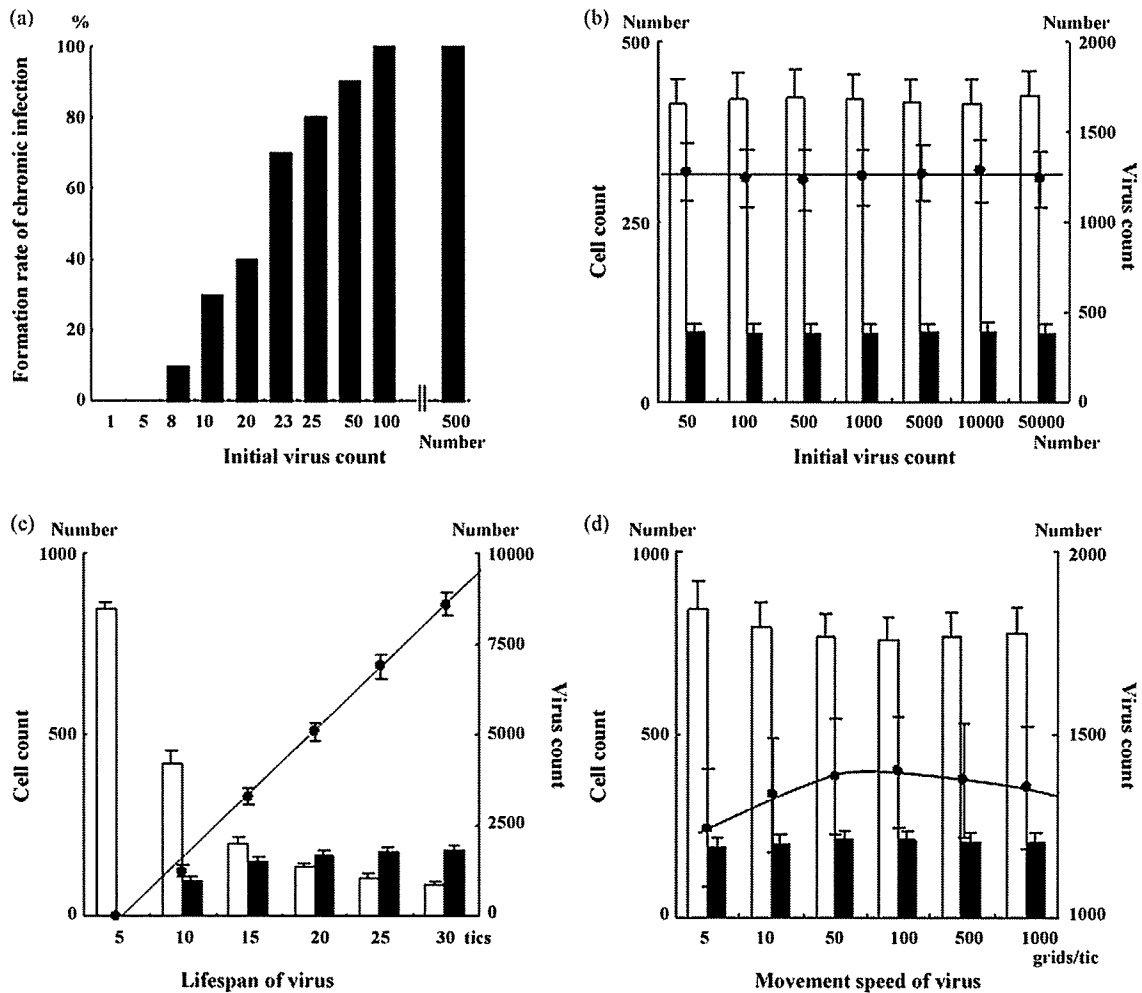 (a)
%
100
80
60
40
20
0
Formation rate of chromic infection
1 5 8 10 20 23 25 50 100 500
Number
Initial virus count
(b)
Number
Number
500
250
0
2000
1500
1000
500
0
Cell count
Virus count
50 100 500 1000 5000 10000 50000
Number
Initial virus count
(c)
Number
Number
1000
500
0
10000
7500
5000
2500
0
Cell count
Virus count
5 10 15 20 25 30 tics
Lifespan of virus
(d)
Number
Number
1000
500
0
2000
1500
1000
Cell count
Virus count
5 10 50 100 500 1000
grids/tic
Movement speed of virus